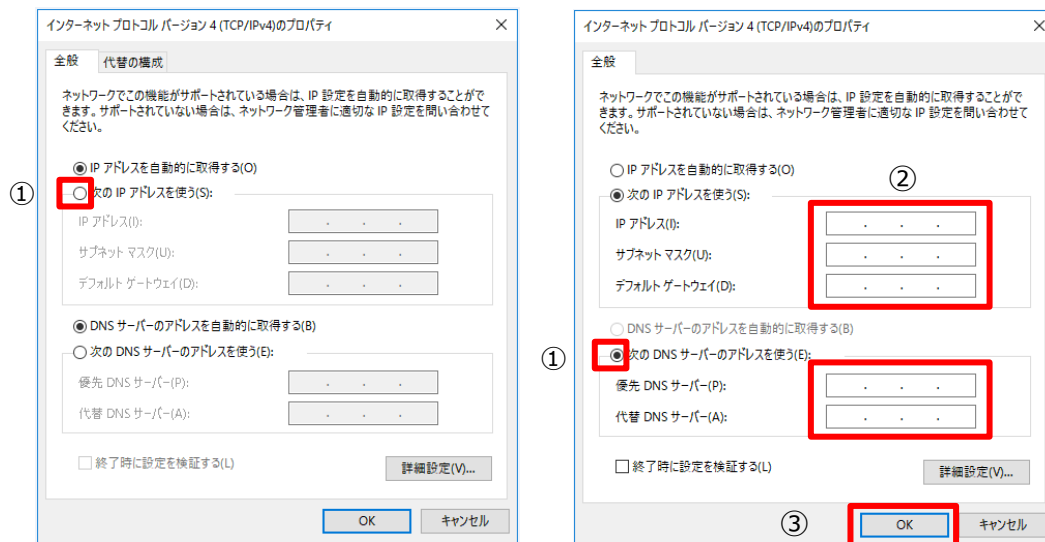 インターネット プロトコル バージョン 4 (TCP/IPv4)のプロパティ
全般
代替の構成
ネットワークでこの機能がサポートされている場合は、IP 設定を自動的に取得することがで
きます。サポートされていない場合は、ネットワーク管理者に適切な IP 設定を問い合わせて
ください。
IP アドレスを自動的に取得する(O)
①
次の IP アドレスを使う(S):
IP アドレス(I):
. . .
サブネット マスク(U):
. . .
デフォルト ゲートウェイ(D):
. . .
DNS サーバーのアドレスを自動的に取得する(B)
次の DNS サーバーのアドレスを使う(E):
優先 DNS サーバー(P):
. . .
代替 DNS サーバー(A):
. . .
終了時に設定を検証する(L)
詳細設定(V)...
OK
キャンセル
インターネット プロトコル バージョン 4 (TCP/IPv4)のプロパティ
全般
ネットワークでこの機能がサポートされている場合は、IP 設定を自動的に取得することがで
きます。サポートされていない場合は、ネットワーク管理者に適切な IP 設定を問い合わせて
ください。
IP アドレスを自動的に取得する(O)
②
次の IP アドレスを使う(S):
IP アドレス(I):
. . .
サブネット マスク(U):
. . .
デフォルト ゲートウェイ(D):
. . .
DNS サーバーのアドレスを自動的に取得する(B)
①
次の DNS サーバーのアドレスを使う(E):
優先 DNS サーバー(P):
. . .
代替 DNS サーバー(A):
. . .
終了時に設定を検証する(L)
詳細設定(V)...
③
OK
キャンセル